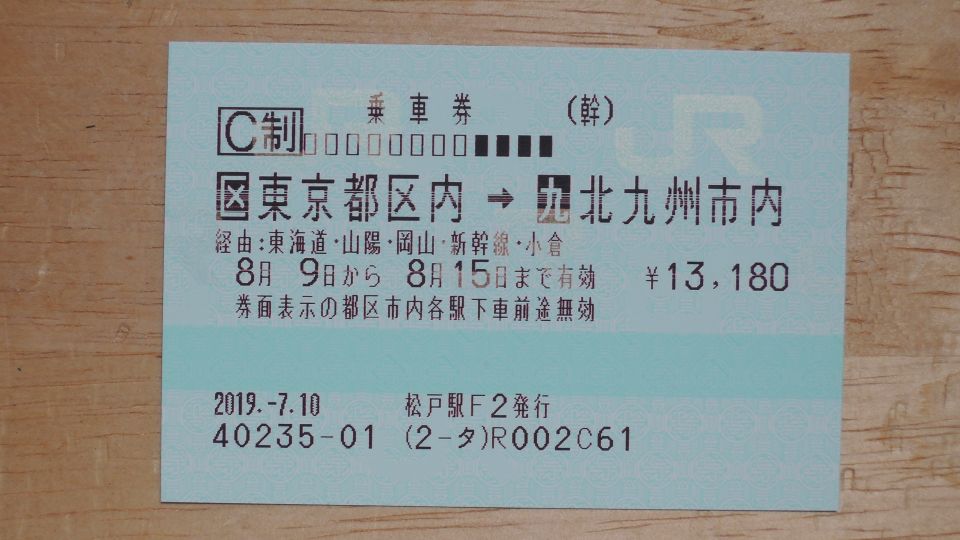 乗車券 (幹)
C制 ▯▯▯▯▯▯▯▯▯▮▮▮▮
区 東京都区内 → 九 北九州市内
経由:東海道・山陽・岡山・新幹線・小倉
8月 9日から 8月15日まで有効 ¥13,180
券面表示の都区市内各駅下車前途無効
2019.-7.10 松戸駅F2発行
40235-01 (2-タ)R002C61